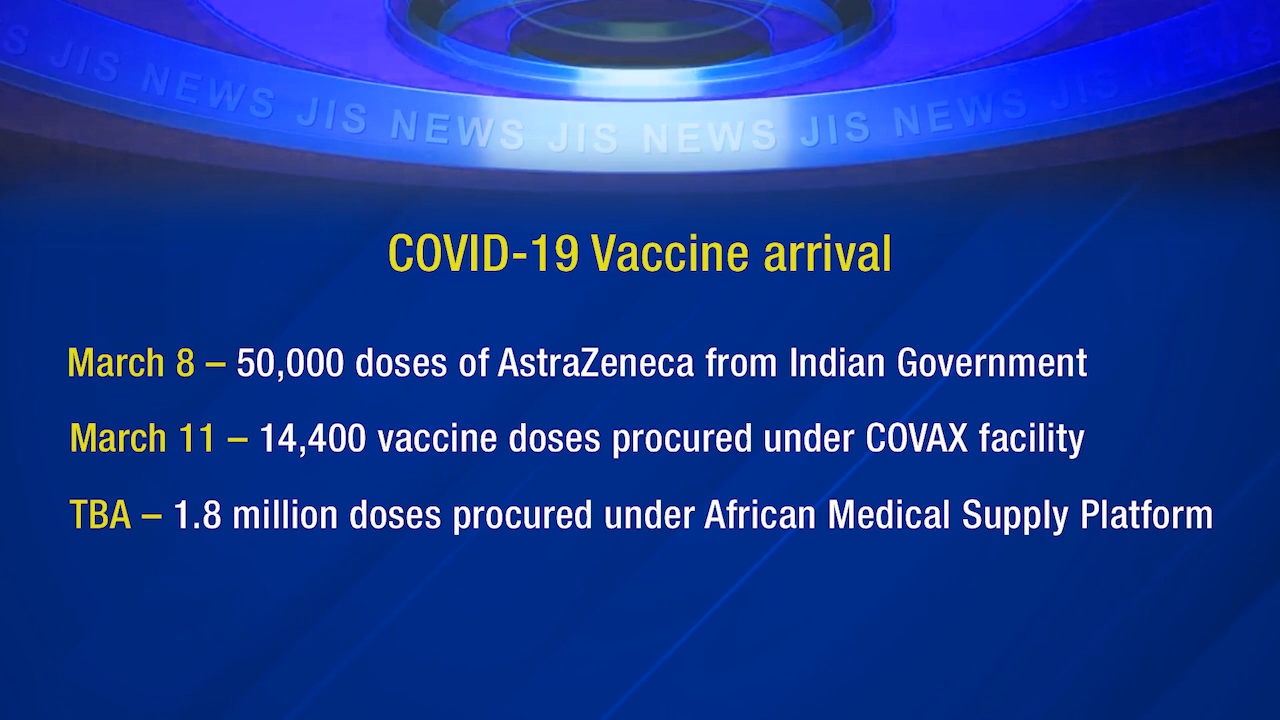 S JIS NEWS JIS NEWS JIS NEWS JIS NEWS JIS NEWS
COVID-19 Vaccine arrival
March 8 – 50,000 doses of AstraZeneca from Indian Government
March 11 – 14,400 vaccine doses procured under COVAX facility
TBA – 1.8 million doses procured under African Medical Supply Platform